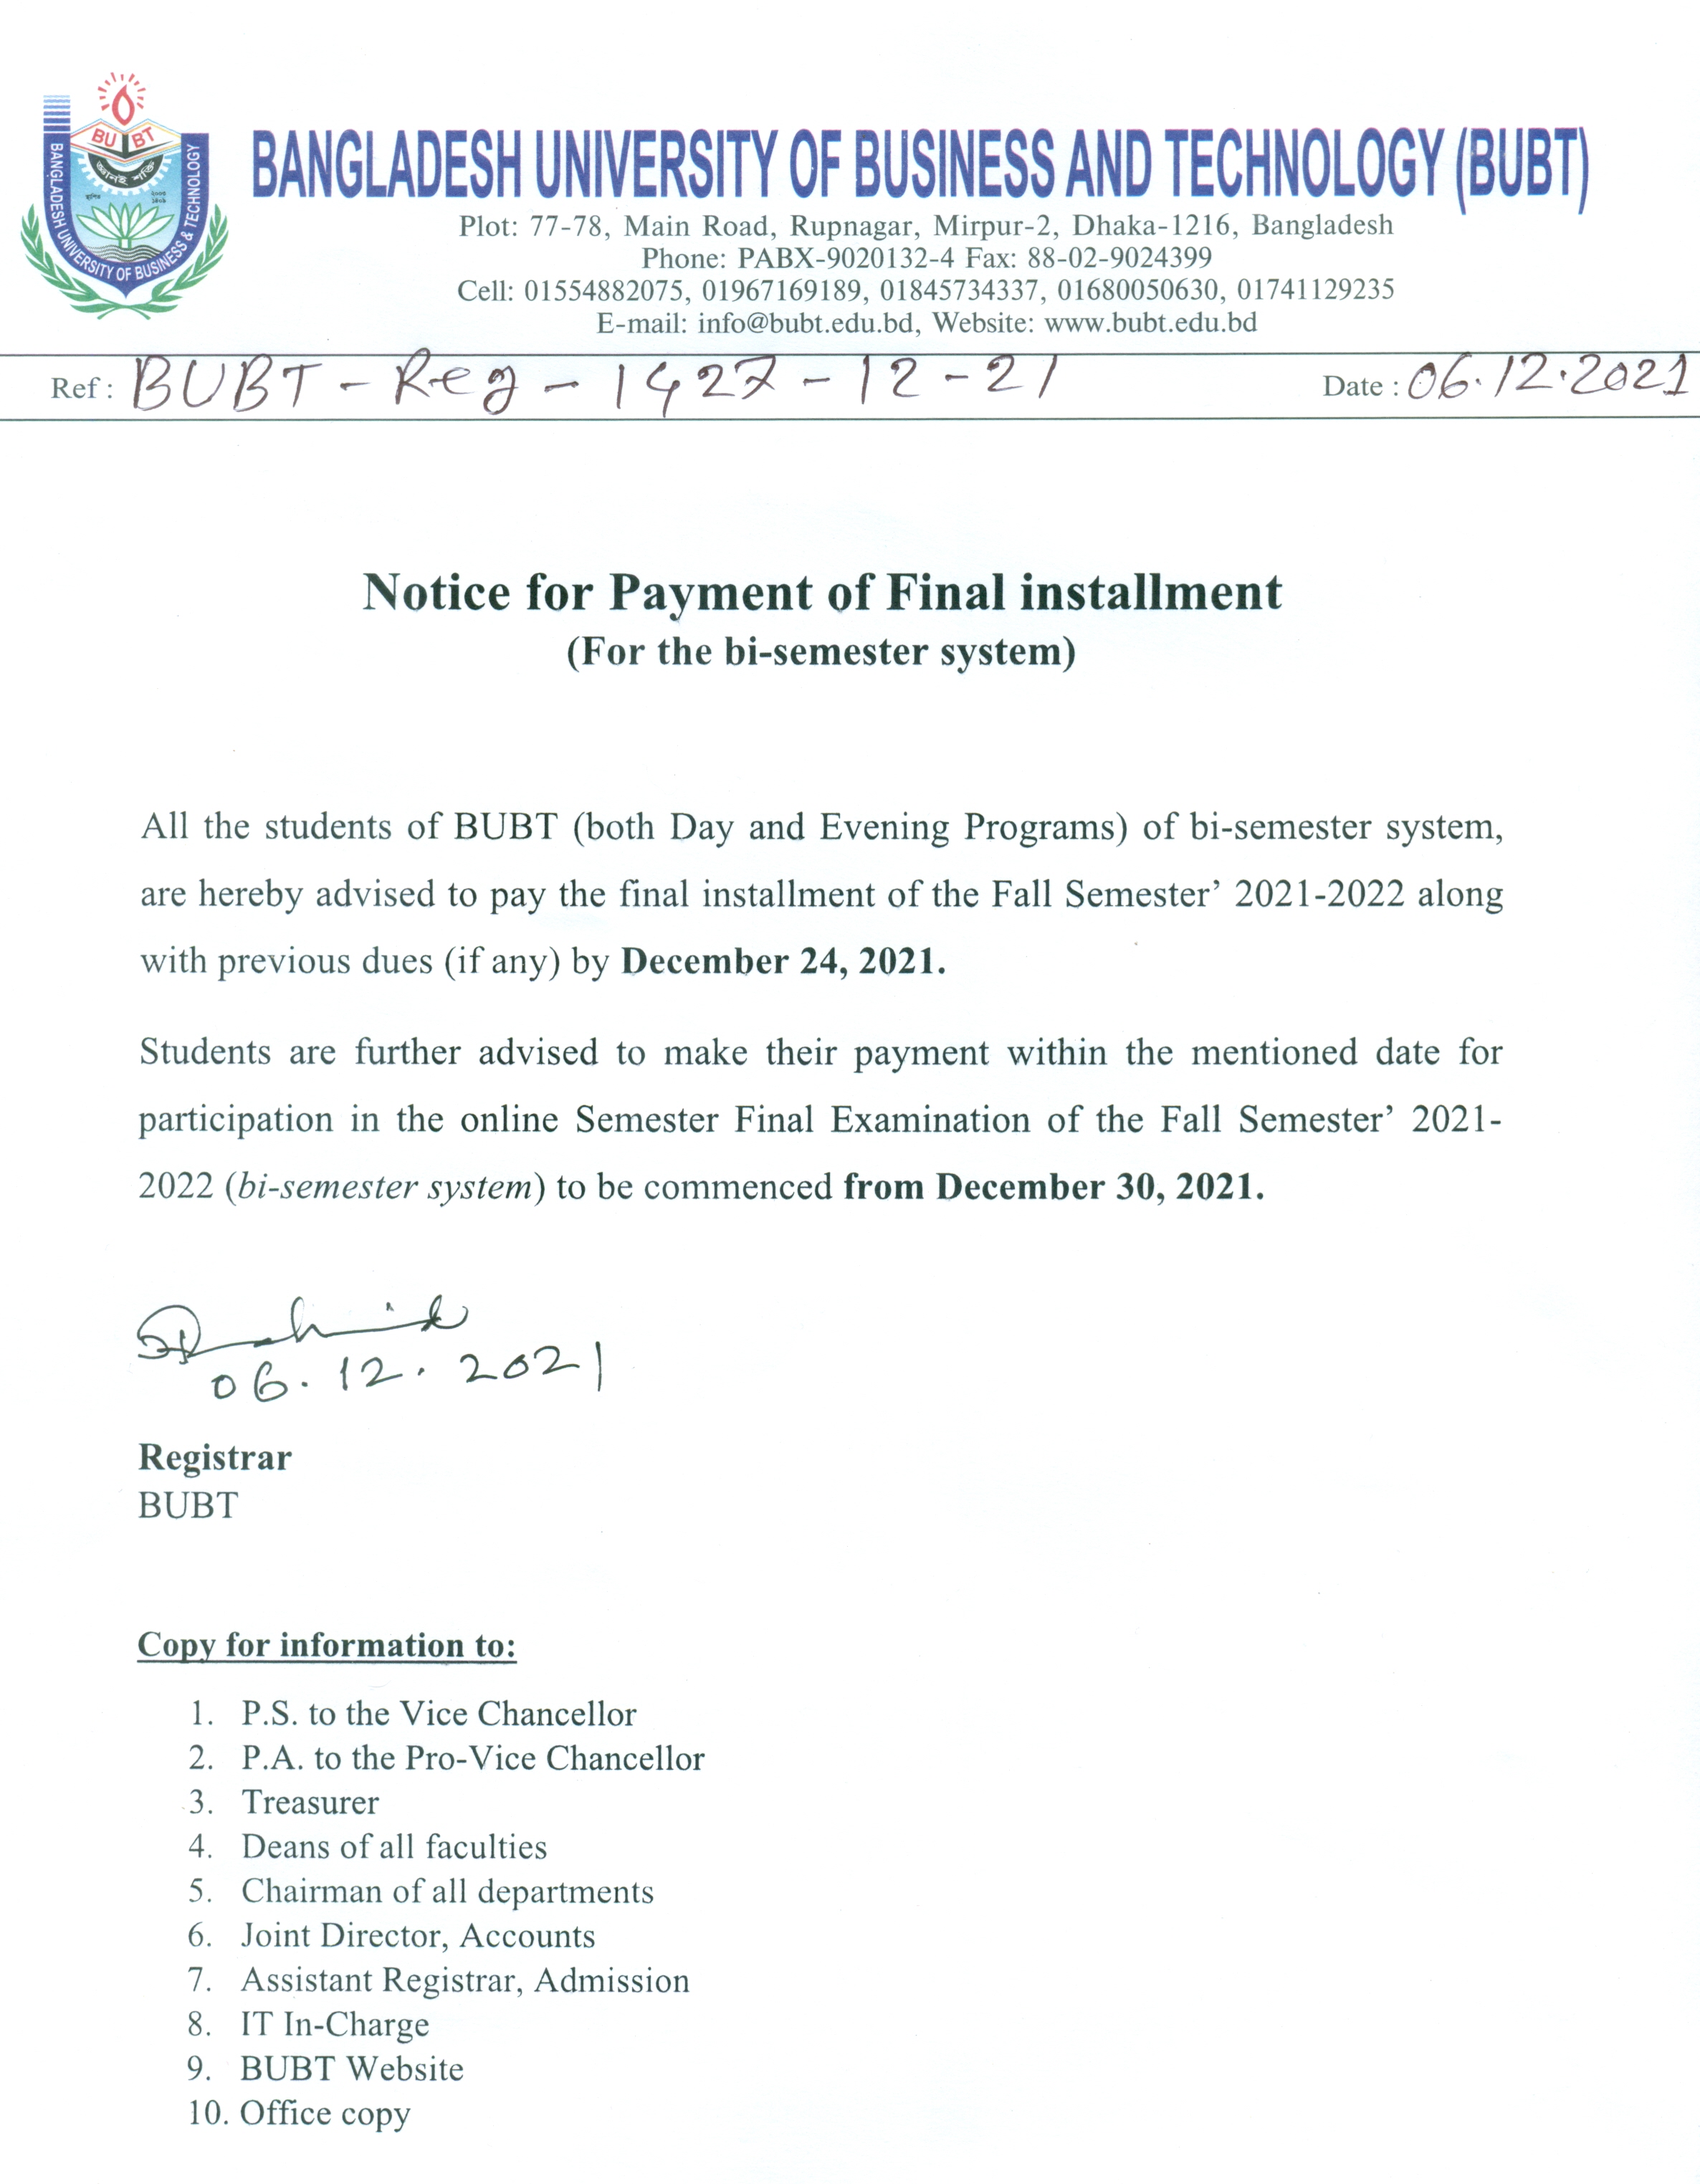 BU BT
জ্ঞানই শক্তি
স্থাপিত
২০০৩
BANGLADESH UNIVERSITY OF BUSINESS & TECHNOLOGY
BANGLADESH UNIVERSITY OF BUSINESS AND TECHNOLOGY (BUBT)
Plot: 77-78, Main Road, Rupnagar, Mirpur-2, Dhaka-1216, Bangladesh
Phone: PABX-9020132-4 Fax: 88-02-9024399
Cell: 01554882075, 01967169189, 01845734337, 01680050630, 01741129235
E-mail: info@bubt.edu.bd, Website: www.bubt.edu.bd
Ref : BUBT - Reg - 1427 - 12 - 21 Date : 06.12.2021
Notice for Payment of Final installment
(For the bi-semester system)
All the students of BUBT (both Day and Evening Programs) of bi-semester system,
are hereby advised to pay the final installment of the Fall Semester’ 2021-2022 along
with previous dues (if any) by December 24, 2021.
Students are further advised to make their payment within the mentioned date for
participation in the online Semester Final Examination of the Fall Semester’ 2021-
2022 (bi-semester system) to be commenced from December 30, 2021.
06.12.2021
Registrar
BUBT
Copy for information to:
1. P.S. to the Vice Chancellor
2. P.A. to the Pro-Vice Chancellor
3. Treasurer
4. Deans of all faculties
5. Chairman of all departments
6. Joint Director, Accounts
7. Assistant Registrar, Admission
8. IT In-Charge
9. BUBT Website
10. Office copy